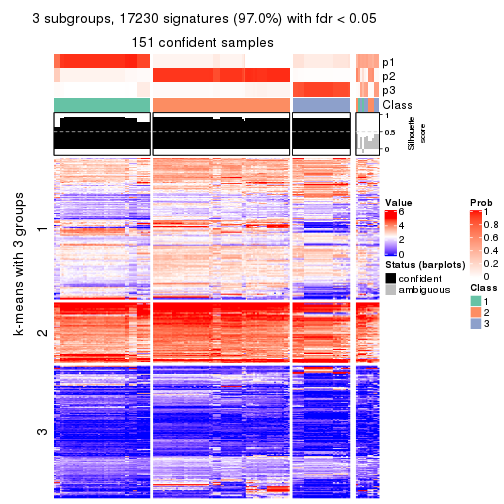 3 subgroups, 17230 signatures (97.0%) with fdr < 0.05
151 confident samples
p1
p2
p3
Class
1
0.5
0
Silhouette
score
k-means with 3 groups
1
2
3
Value
6
4
2
0
Status (barplots)
confident
ambiguous
Prob
1
0.8
0.6
0.4
0.2
0
Class
1
2
3